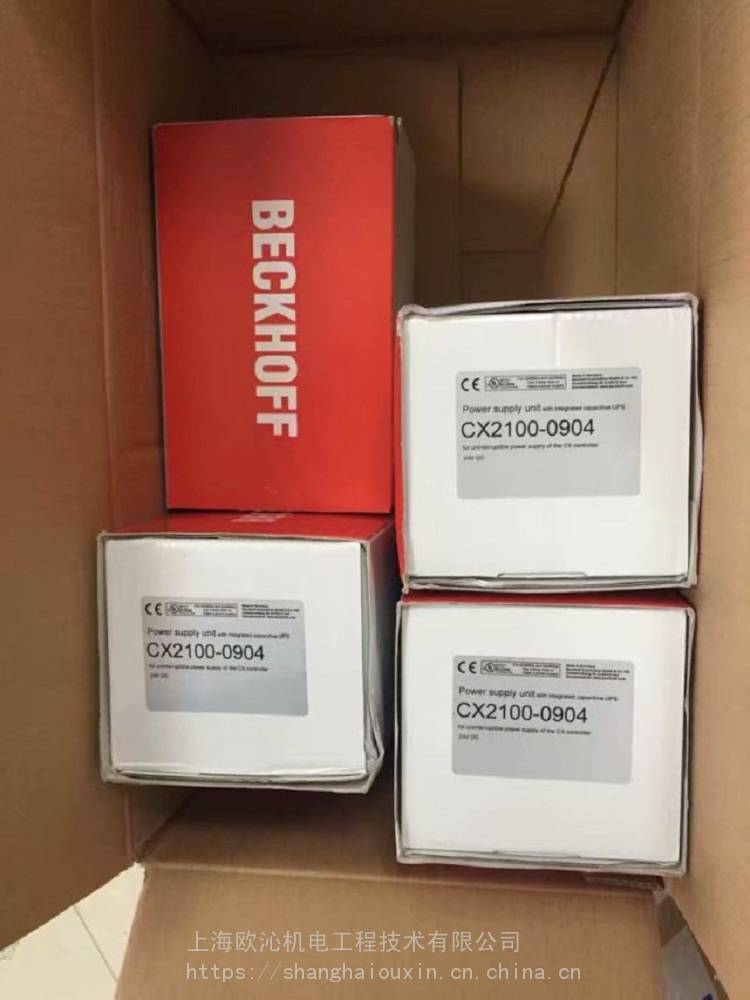 BECKHOFF
Power supply unit with integrated capacitive UPS
CX2100-0904
for uninterruptible power supply of the CX controller
24V DC
Power supply unit with integrated capacitive UPS
CX2100-0904
for uninterruptible power supply of the CX controller
24V DC
Power supply unit with integrated capacitive UPS
CX2100-0904
for uninterruptible power supply of the CX controller
24V DC
上海欧沁机电工程技术有限公司
https://shanghaiouxin.cn.china.cn